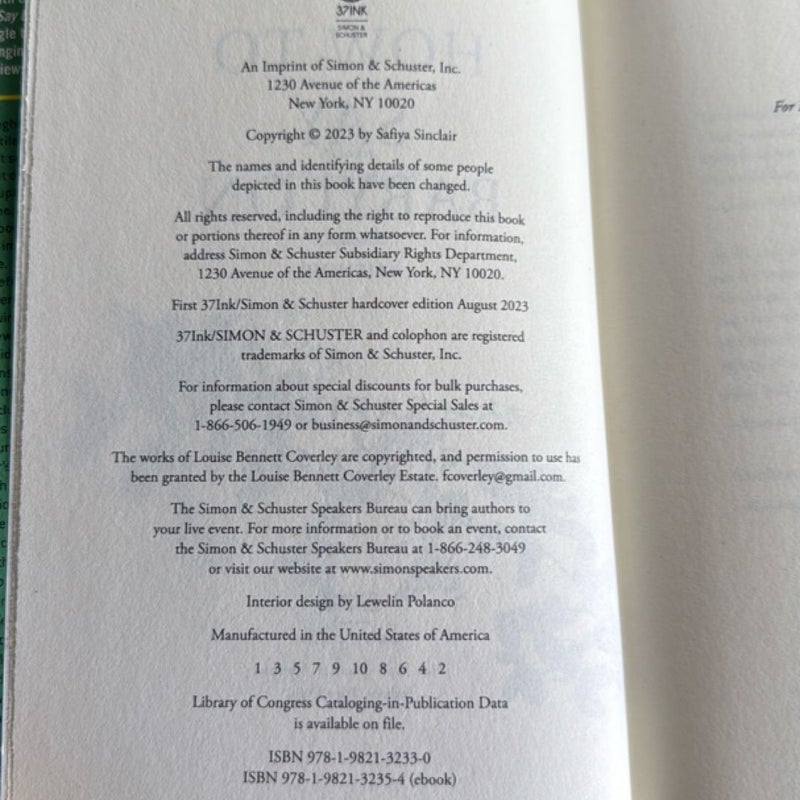 37INK
SIMON &
SCHUSTER
An Imprint of Simon & Schuster, Inc.
1230 Avenue of the Americas
New York, NY 10020
Copyright © 2023 by Safiya Sinclair
The names and identifying details of some people
depicted in this book have been changed.
All rights reserved, including the right to reproduce this book
or portions thereof in any form whatsoever. For information,
address Simon & Schuster Subsidiary Rights Department,
1230 Avenue of the Americas, New York, NY 10020.
First 37Ink/Simon & Schuster hardcover edition August 2023
37Ink/SIMON & SCHUSTER and colophon are registered
trademarks of Simon & Schuster, Inc.
For information about special discounts for bulk purchases,
please contact Simon & Schuster Special Sales at
1-866-506-1949 or business@simonandschuster.com.
The works of Louise Bennett Coverley are copyrighted, and permission to use has
been granted by the Louise Bennett Coverley Estate. fcoverley@gmail.com.
The Simon & Schuster Speakers Bureau can bring authors to
your live event. For more information or to book an event, contact
the Simon & Schuster Speakers Bureau at 1-866-248-3049
or visit our website at www.simonspeakers.com.
Interior design by Lewelin Polanco
Manufactured in the United States of America
1 3 5 7 9 10 8 6 4 2
Library of Congress Cataloging-in-Publication Data
is available on file.
ISBN 978-1-9821-3233-0
ISBN 978-1-9821-3235-4 (ebook)
For